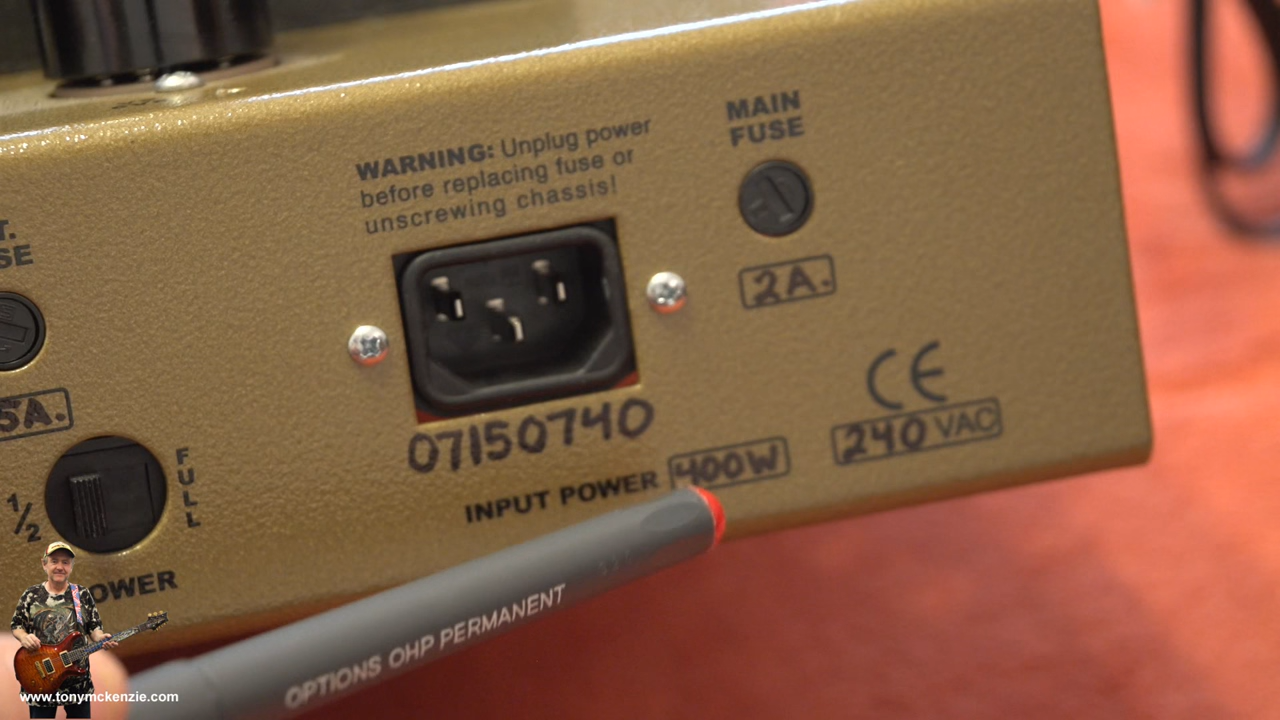 WARNING: Unplug power
before replacing fuse or
unscrewing chassis!
MAIN
FUSE
2A.
T.
SE
5A.
1/2
FULL
OWER
07150740
INPUT POWER 400W
CE
240 VAC
OPTIONS OHP PERMANENT
www.tonymckenzie.com